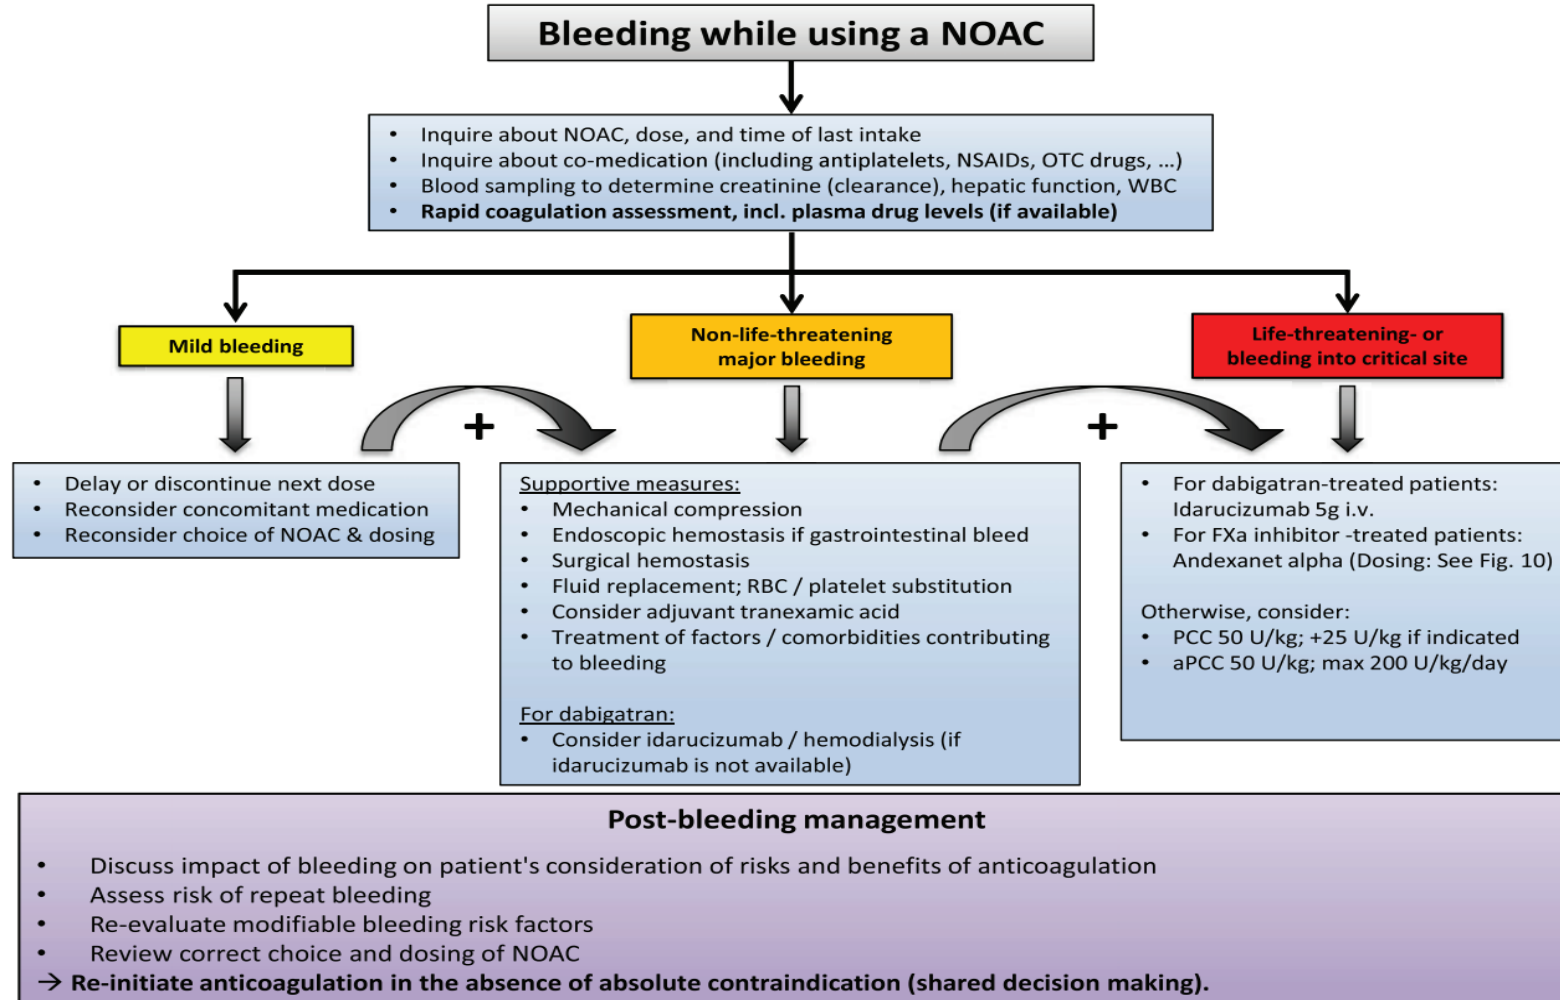 Bleeding while using a NOAC
• Inquire about NOAC, dose, and time of last intake
• Inquire about co-medication (including antiplatelets, NSAIDs, OTC drugs, ...)
• Blood sampling to determine creatinine (clearance), hepatic function, WBC
• Rapid coagulation assessment, incl. plasma drug levels (if available)
Mild bleeding
Non-life-threatening
major bleeding
Life-threatening- or
bleeding into critical site
+
+
• Delay or discontinue next dose
• Reconsider concomitant medication
• Reconsider choice of NOAC & dosing
Supportive measures:
• Mechanical compression
• Endoscopic hemostasis if gastrointestinal bleed
• Surgical hemostasis
• Fluid replacement; RBC / platelet substitution
• Consider adjuvant tranexamic acid
• Treatment of factors / comorbidities contributing
to bleeding
For dabigatran:
• Consider idarucizumab / hemodialysis (if
idarucizumab is not available)
• For dabigatran-treated patients:
Idarucizumab 5g i.v.
• For FXa inhibitor -treated patients:
Andexanet alpha (Dosing: See Fig. 10)
Otherwise, consider:
• PCC 50 U/kg; +25 U/kg if indicated
• aPCC 50 U/kg; max 200 U/kg/day
Post-bleeding management
• Discuss impact of bleeding on patient's consideration of risks and benefits of anticoagulation
• Assess risk of repeat bleeding
• Re-evaluate modifiable bleeding risk factors
• Review correct choice and dosing of NOAC
→ Re-initiate anticoagulation in the absence of absolute contraindication (shared decision making).